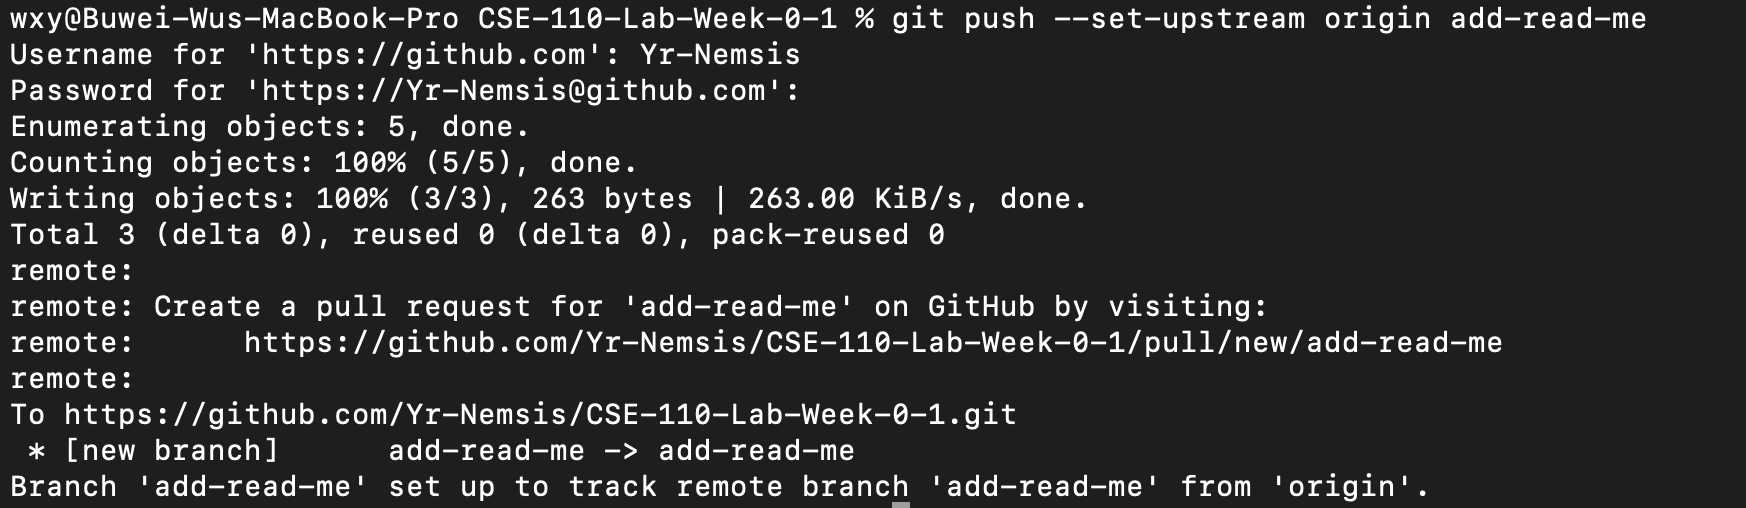 wxy@Buwei-Wus-MacBook-Pro CSE-110-Lab-Week-0-1 % git push --set-upstream origin add-read-me
Username for 'https://github.com': Yr-Nemsis
Password for 'https://Yr-Nemsis@github.com':
Enumerating objects: 5, done.
Counting objects: 100% (5/5), done.
Writing objects: 100% (3/3), 263 bytes | 263.00 KiB/s, done.
Total 3 (delta 0), reused 0 (delta 0), pack-reused 0
remote:
remote: Create a pull request for 'add-read-me' on GitHub by visiting:
remote:      https://github.com/Yr-Nemsis/CSE-110-Lab-Week-0-1/pull/new/add-read-me
remote:
To https://github.com/Yr-Nemsis/CSE-110-Lab-Week-0-1.git
 * [new branch]      add-read-me -> add-read-me
Branch 'add-read-me' set up to track remote branch 'add-read-me' from 'origin'.